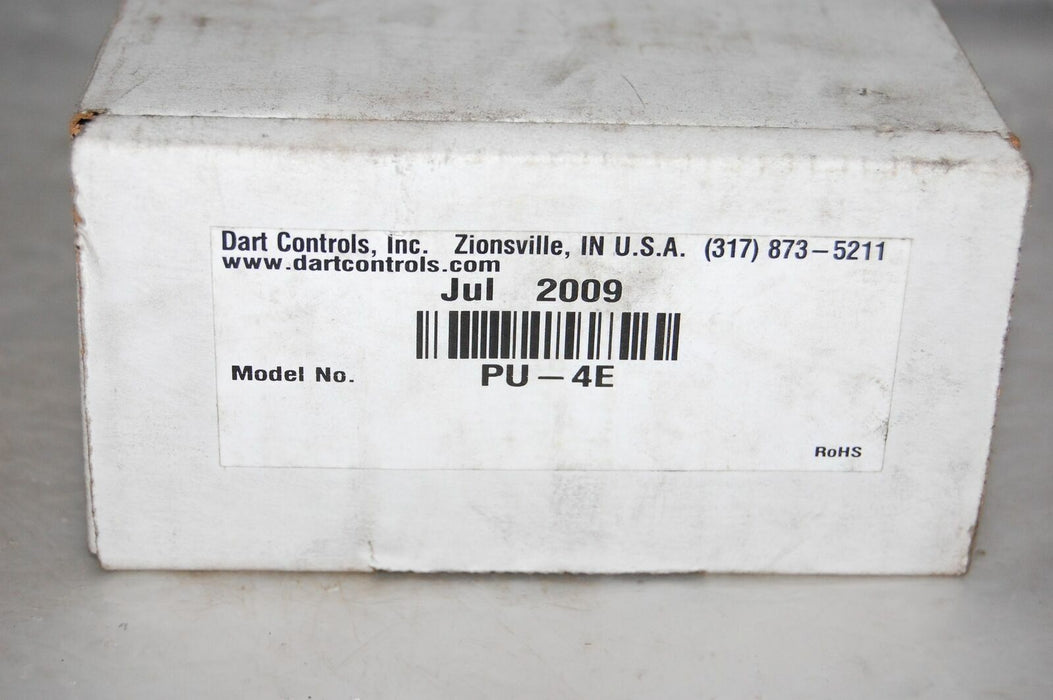 Dart Controls, Inc. Zionsville, IN U.S.A. (317) 873-5211
www.dartcontrols.com
Jul 2009
Model No. PU-4E
RoHS